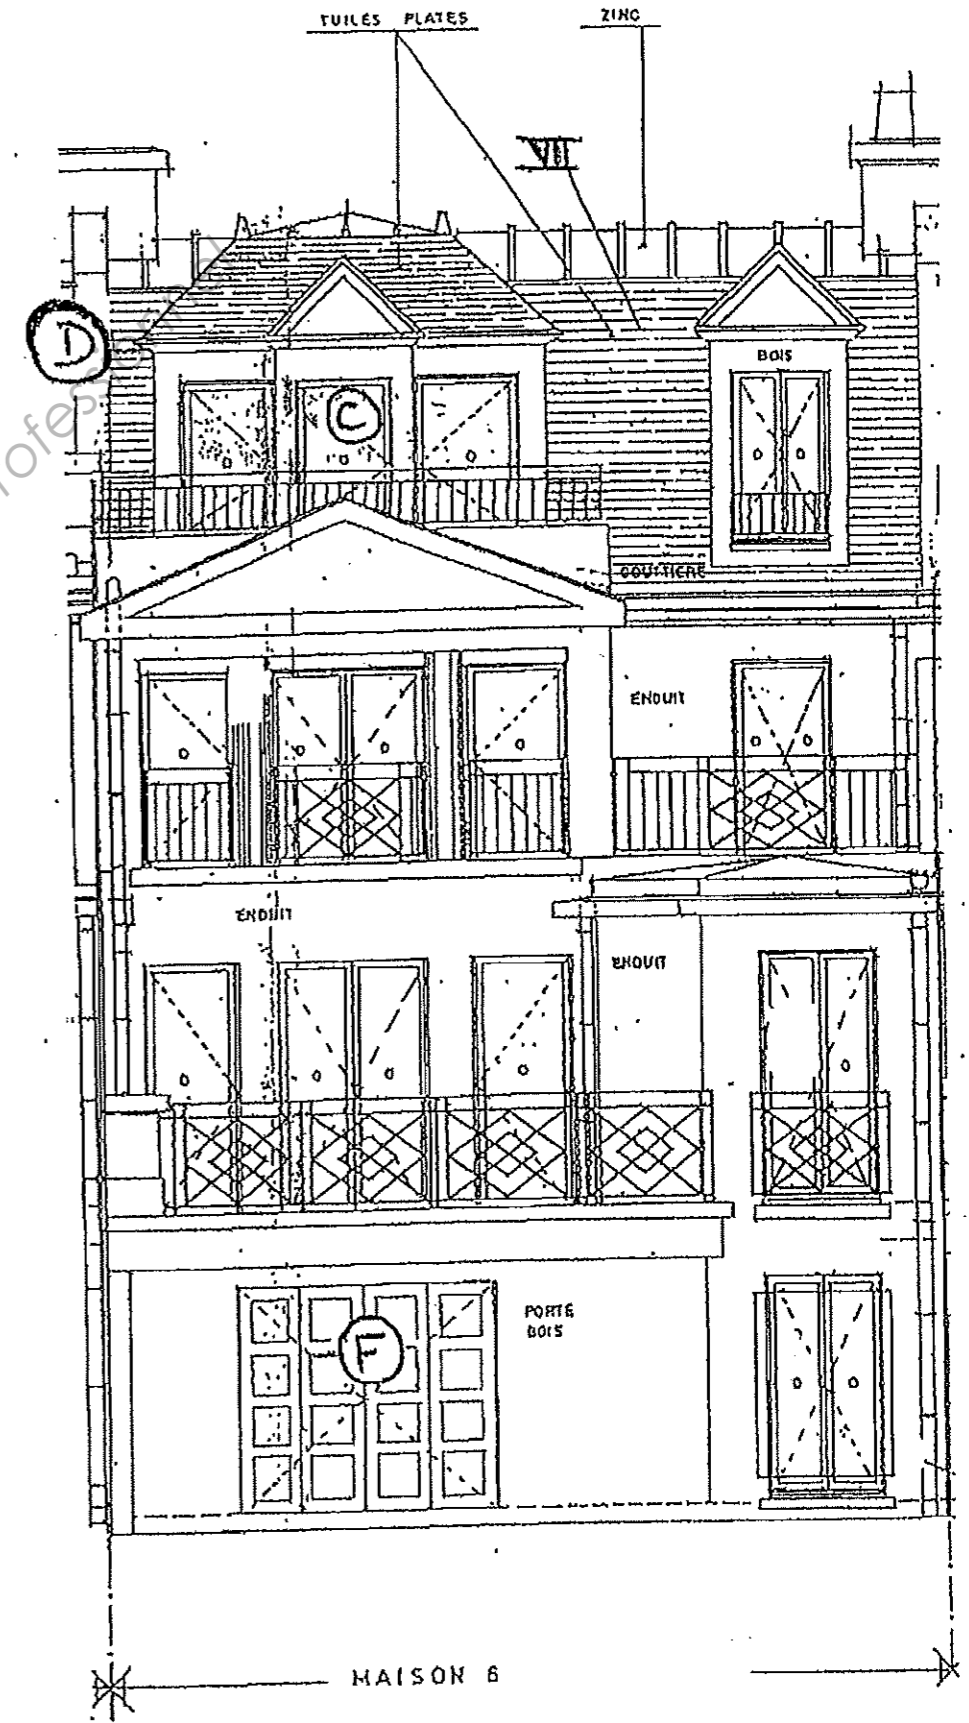 TUILES PLATES
ZINC
VII
D
BOIS
C
GOUTTIERE
ENDUIT
ENDUIT
ENDUIT
PORTE
BOIS
F
MAISON 6